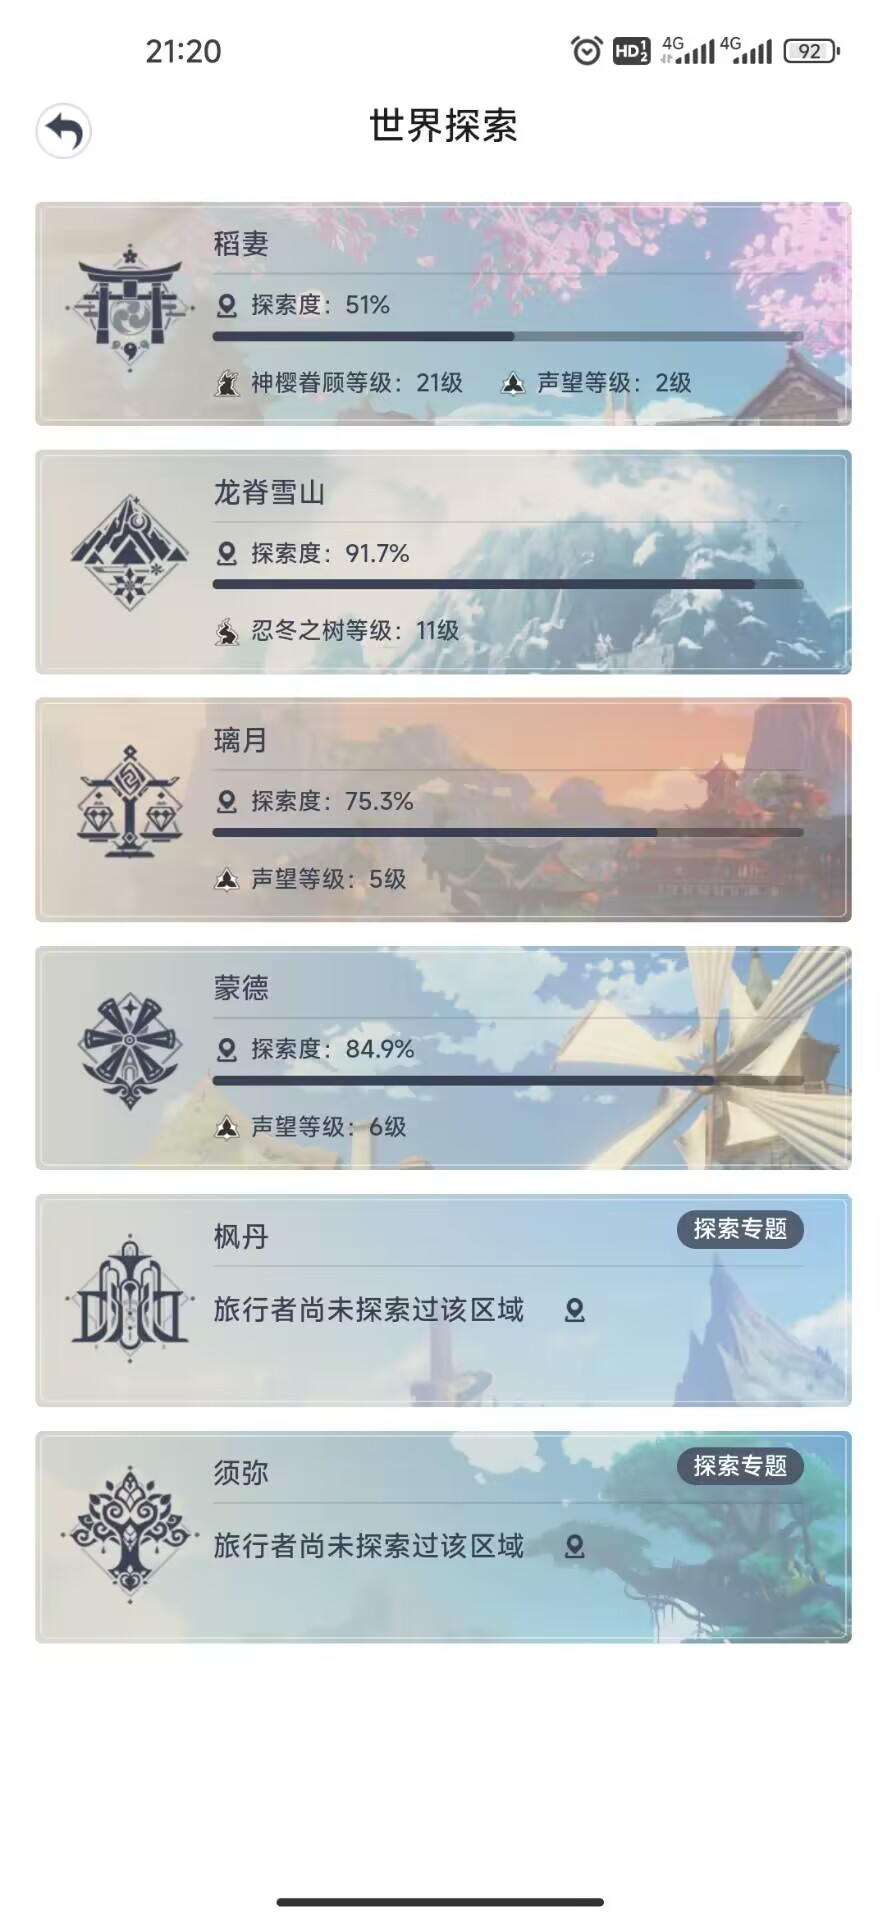 21:20
HD 1 2 4G 4G 92
世界探索
稻妻
探索度：51%
神樱眷顾等级：21级 声望等级：2级
龙脊雪山
探索度：91.7%
忍冬之树等级：11级
璃月
探索度：75.3%
声望等级：5级
蒙德
探索度：84.9%
声望等级：6级
枫丹
探索专题
旅行者尚未探索过该区域
须弥
探索专题
旅行者尚未探索过该区域